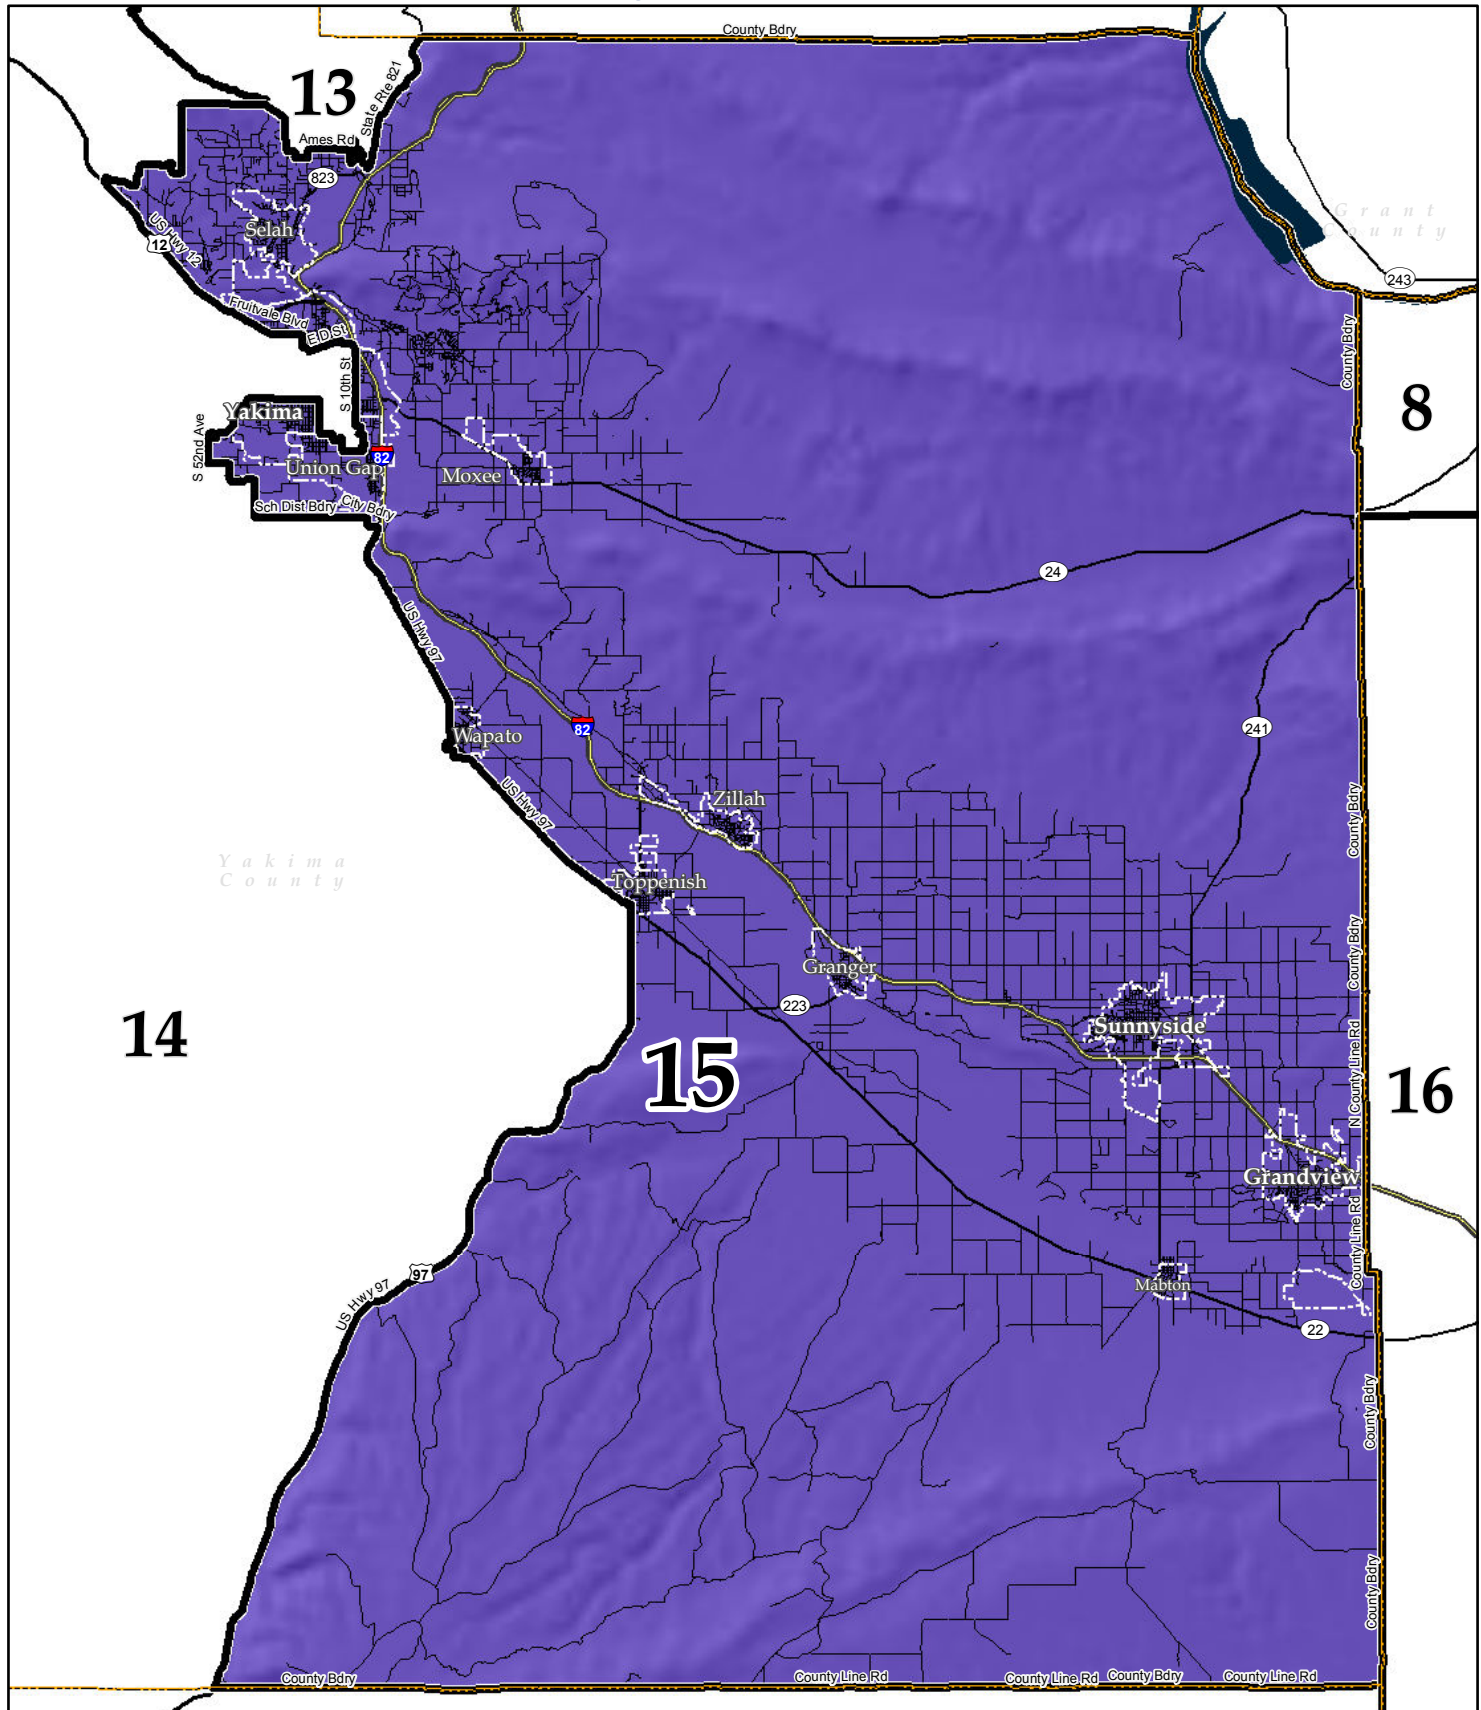 County Bdry
13
State Rte 821
Ames Rd
823
Selah
US Hwy 12
12
Grant
County
243
Fruitvale Blvd
E D St
S 10th St
County Bdry
8
Yakima
S 52nd Ave
Union Gap
82
Moxee
Sch Dist Bdry
City Bdry
24
US Hwy 97
Wapato
82
241
US Hwy 97
Zillah
County Bdry
Yakima
County
Toppenish
County Bdry
Granger
223
Sunnyside
14
15
N County Line Rd
16
Grandview
County Line Rd
97
US Hwy 97
Mabton
22
County Bdry
County Bdry
County Bdry
County Line Rd
County Line Rd
County Bdry
County Line Rd